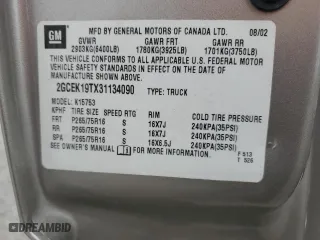 GM
MFD BY GENERAL MOTORS OF CANADA LTD. 08/02
GVWR GAWR FRT GAWR RR
2903KG(6400LB) 1780KG(3925LB) 1701KG(3750LB)
THIS VEHICLE CONFORMS TO ALL APPLICABLE U.S. FEDERAL MOTOR
VEHICLE SAFETY STANDARDS IN EFFECT ON THE DATE OF
MANUFACTURE SHOWN ABOVE.
2GCEK19TX31134090 TYPE: TRUCK
MODEL: K15753
P/HF TIRE SIZE SPEED RTG RIM COLD TIRE PRESSURE
FRT P265/75R16 S 16X7J 240KPA(35PSI)
RR P265/75R16 S 16X7J 240KPA(35PSI)
SPA P265/75R16 S 16X6.5J 240KPA(35PSI)
SEE OWNER'S MANUAL FOR MORE INFORMATION.